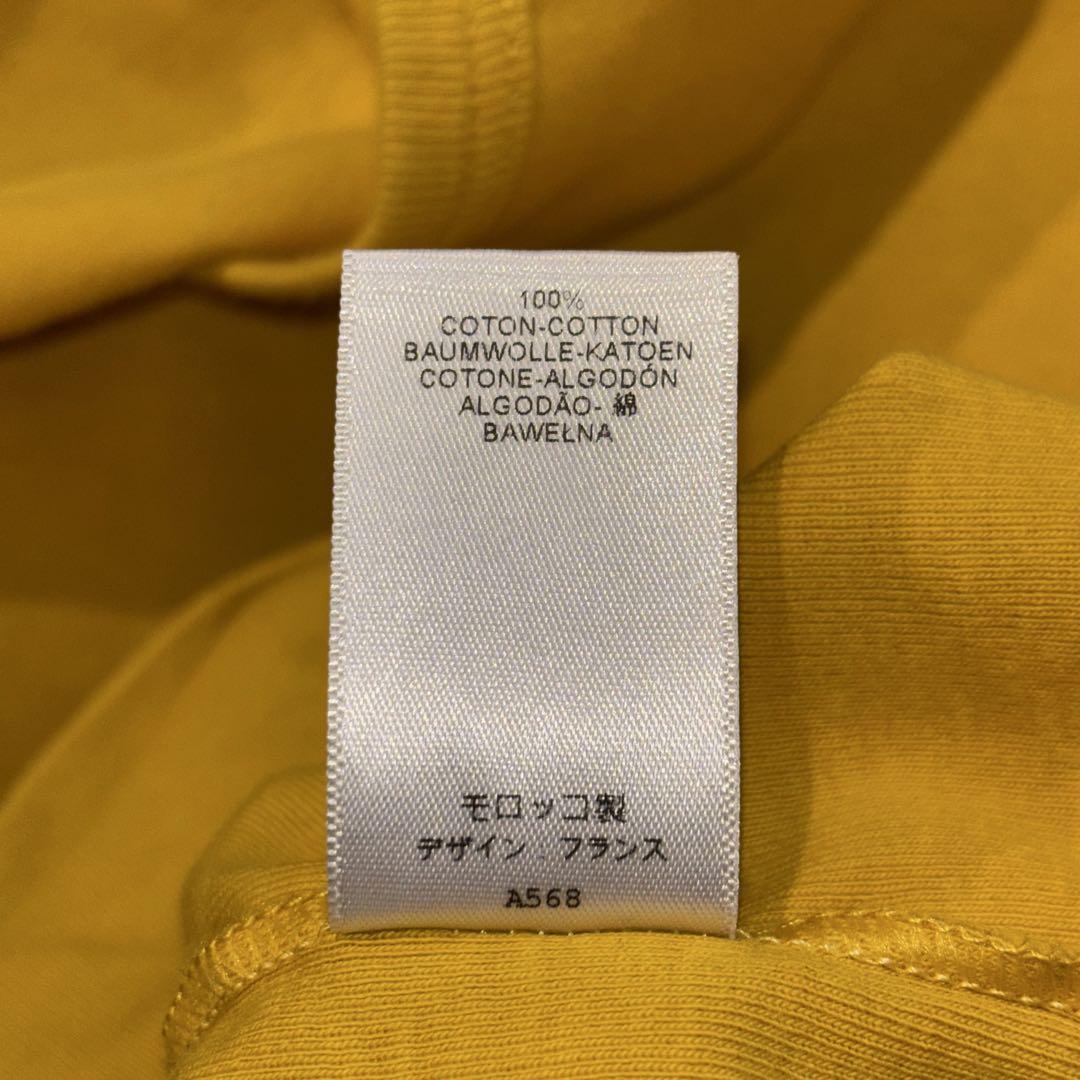 100%
COTON-COTTON
BAUMWOLLE-KATOEN
COTONE-ALGODÓN
ALGODÃO- 綿
BAWEŁNA
モロッコ製
デザイン : フランス
A568